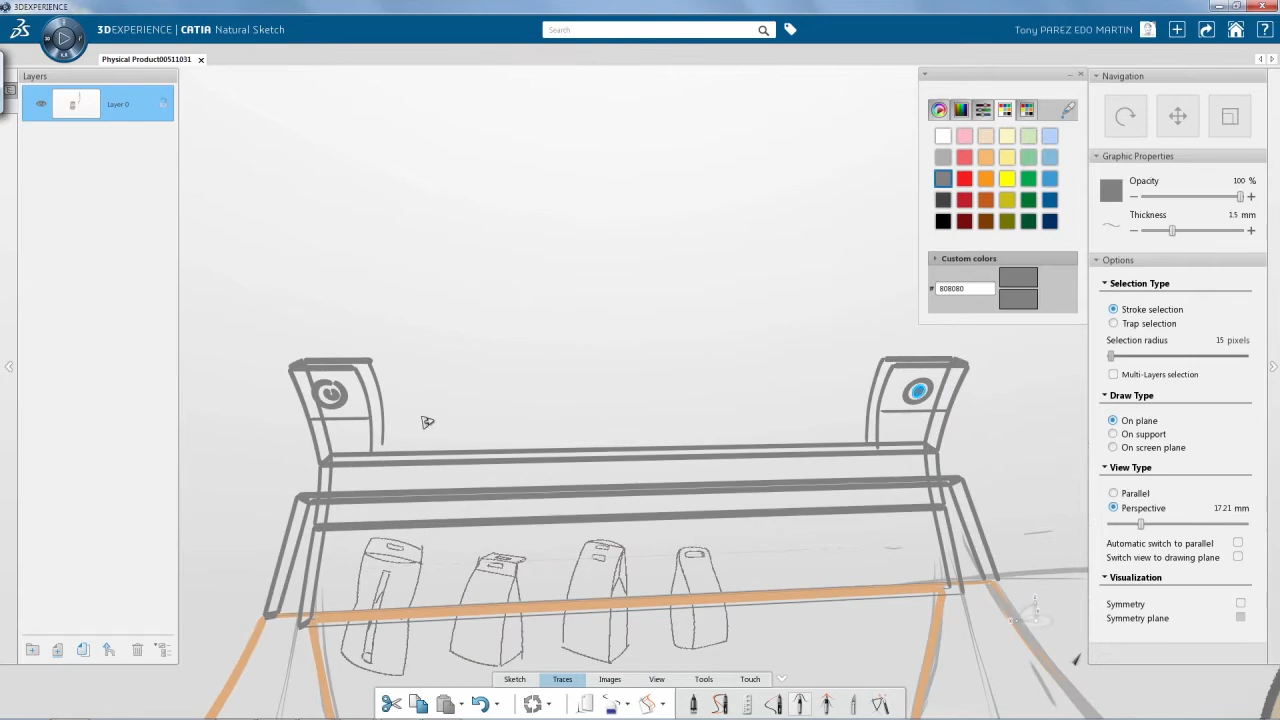 3DEXPERIENCE
3DEXPERIENCE | CATIA Natural Sketch
Search
Tony PAREZ EDO MARTIN
Physical Product00511031
Layers
Layer 0
Custom colors
# 808080
Navigation
Graphic Properties
Opacity 100 %
Thickness 1.5 mm
Options
Selection Type
Stroke selection
Trap selection
Selection radius 15 pixels
Multi-Layers selection
Draw Type
On plane
On support
On screen plane
View Type
Parallel
Perspective 17.21 mm
Automatic switch to parallel
Switch view to drawing plane
Visualization
Symmetry
Symmetry plane
Sketch Traces Images View Tools Touch